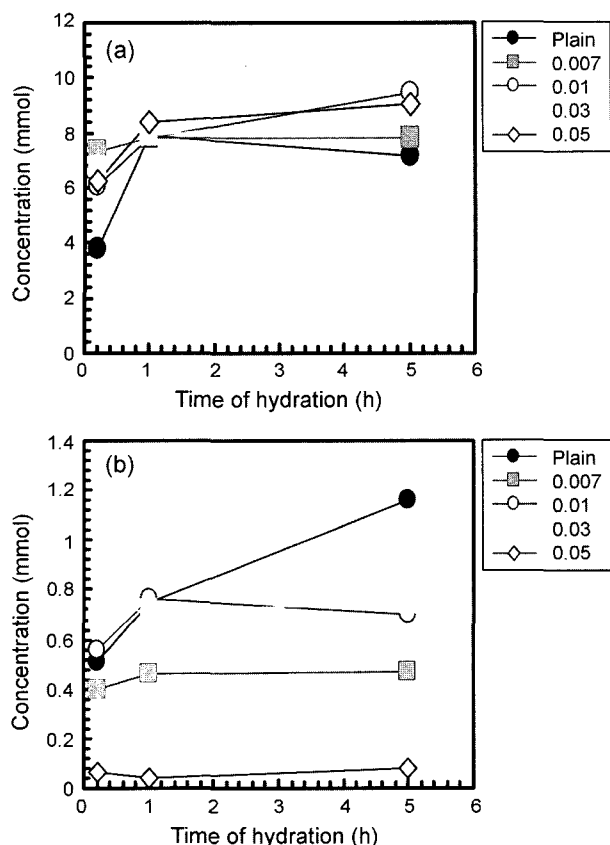 12
10
8
6
4
2
0
Concentration (mmol)
(a)
0 1 2 3 4 5 6
Time of hydration (h)
Plain
0.007
0.01
0.03
0.05
1.4
1.2
1
0.8
0.6
0.4
0.2
0
Concentration (mmol)
(b)
0 1 2 3 4 5 6
Time of hydration (h)
Plain
0.007
0.01
0.03
0.05